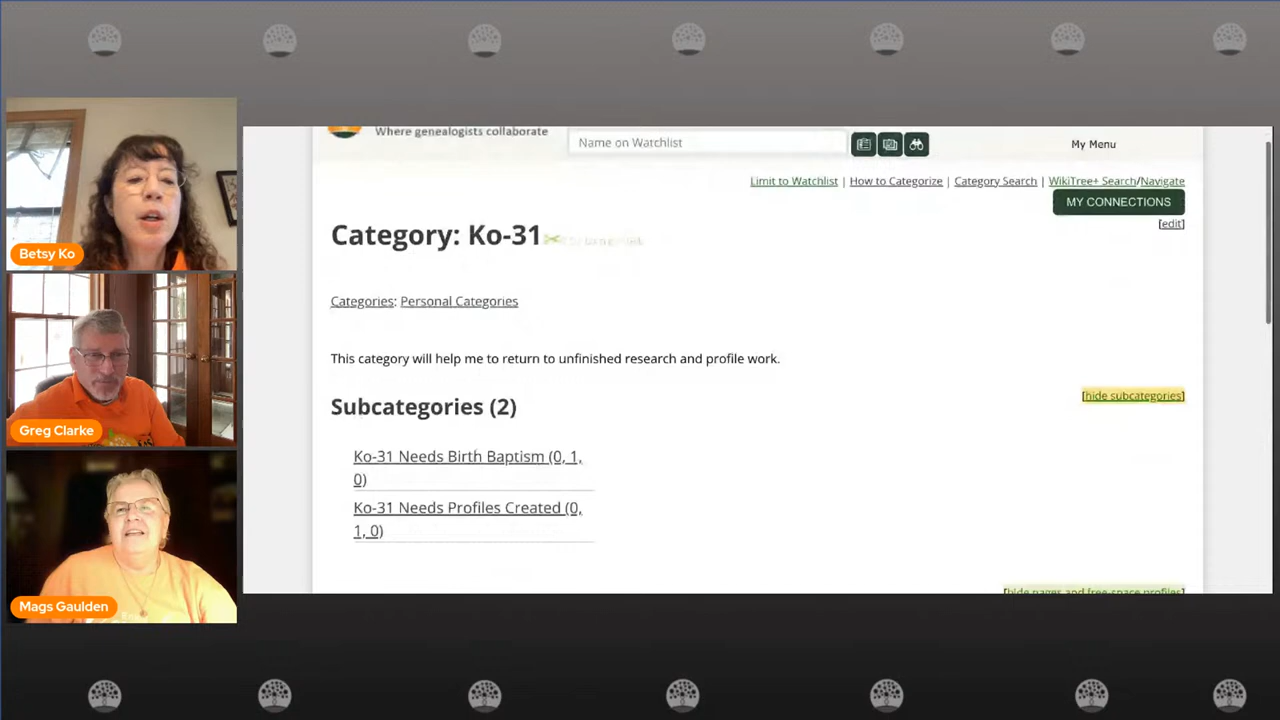 Where genealogists collaborate
Name on Watchlist
My Menu
Limit to Watchlist | How to Categorize | Category Search | WikiTree+ Search/Navigate
MY CONNECTIONS
[edit]
Category: Ko-31
Categories: Personal Categories
This category will help me to return to unfinished research and profile work.
Subcategories (2)
[hide subcategories]
Ko-31 Needs Birth Baptism (0, 1,
0)
Ko-31 Needs Profiles Created (0,
1, 0)
[hide pages and free-space profiles]
Betsy Ko
Greg Clarke
Mags Gaulden